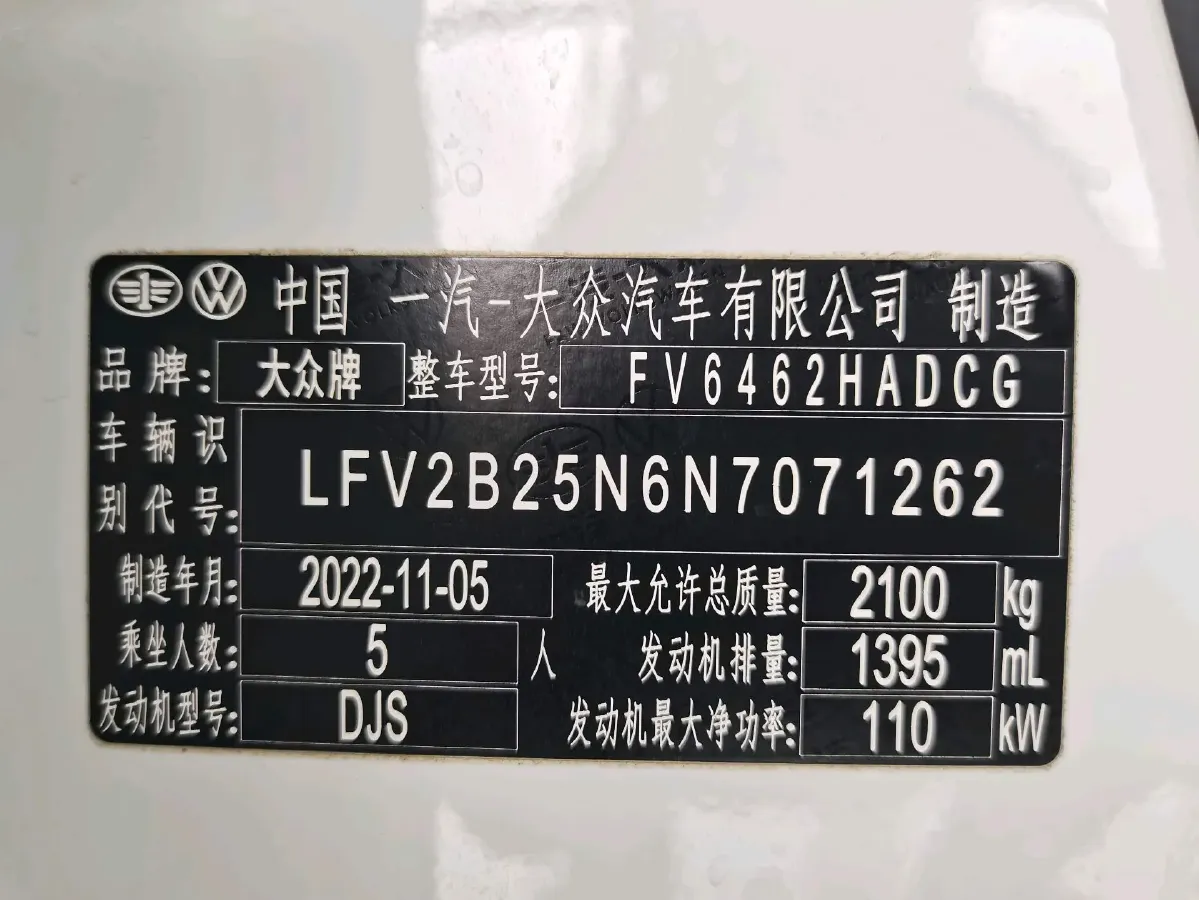 中国 一汽-大众汽车有限公司 制造
品牌: 大众牌 整车型号: FV6462HADCG
车辆识别代号: LFV2B25N6N7071262
制造年月: 2022-11-05 最大允许总质量: 2100 kg
乘坐人数: 5 人 发动机排量: 1395 mL
发动机型号: DJS 发动机最大净功率: 110 kW